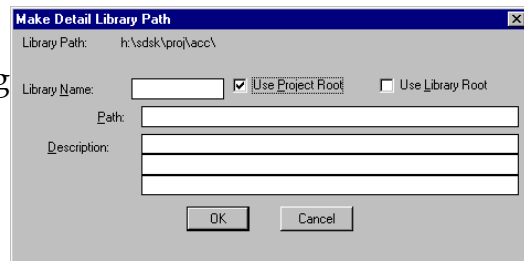 Make Detail Library Path
Library Path: h:\sdsk\proj\acc\
g
Library Name: Use Project Root Use Library Root
Path:
Description:
OK Cancel